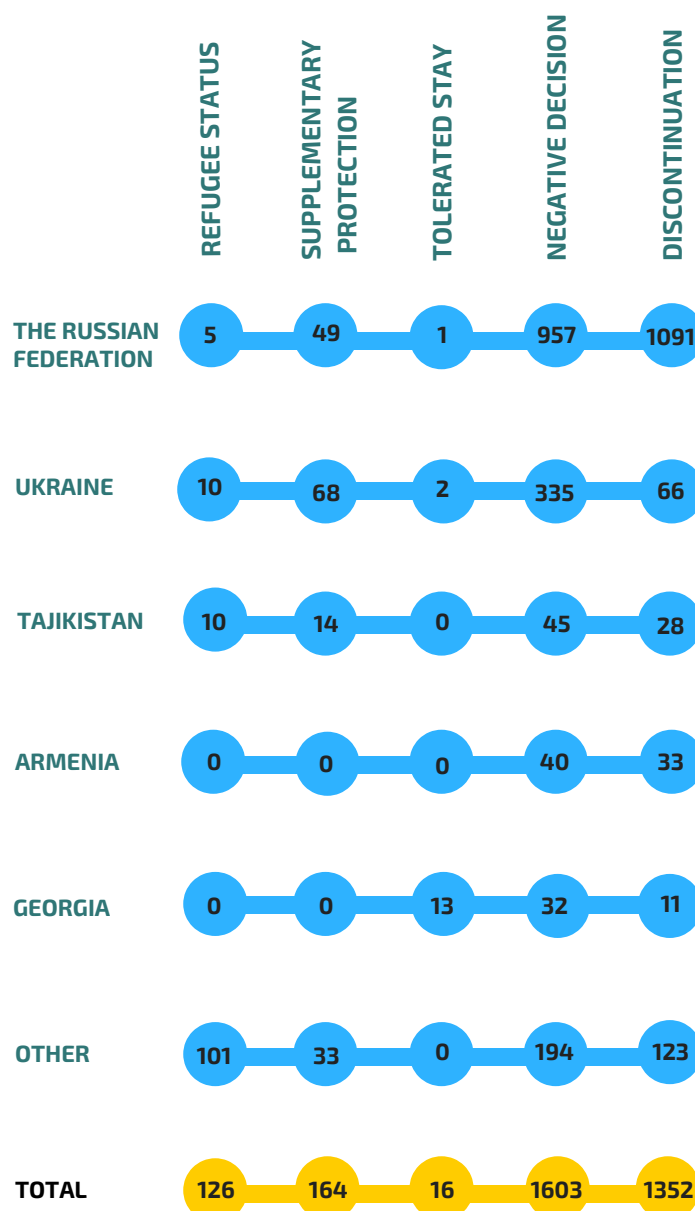 REFUGEE STATUS
SUPPLEMENTARY
PROTECTION
TOLERATED STAY
NEGATIVE DECISION
DISCONTINUATION
THE RUSSIAN
FEDERATION
5 49 1 957 1091
UKRAINE 10 68 2 335 66
TAJIKISTAN 10 14 0 45 28
ARMENIA 0 0 0 40 33
GEORGIA 0 0 13 32 11
OTHER 101 33 0 194 123
TOTAL 126 164 16 1603 1352